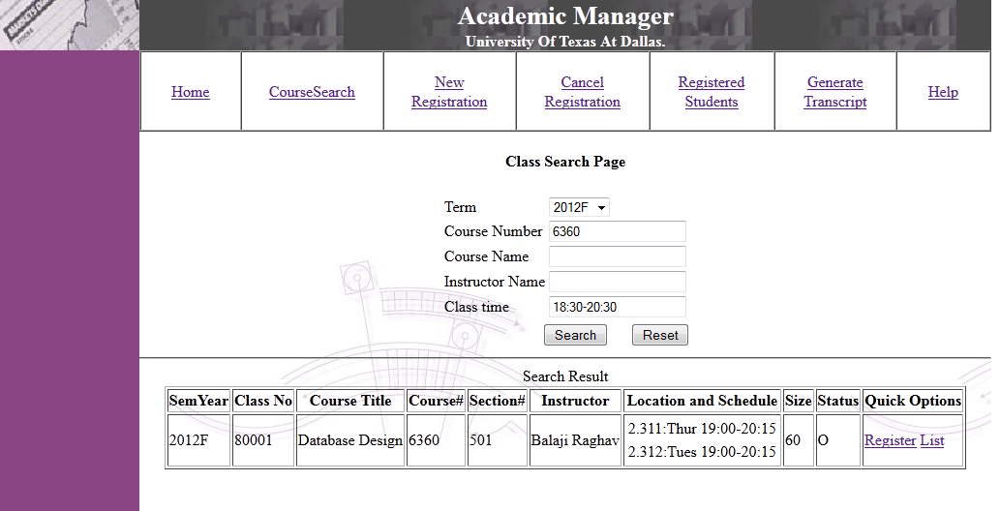 Academic Manager
University Of Texas At Dallas.
Home
CourseSearch
New
Registration
Cancel
Registration
Registered
Students
Generate
Transcript
Help
Class Search Page
Term 2012F
Course Number 6360
Course Name
Instructor Name
Class time 18:30-20:30
Search Reset
Search Result
SemYear Class No Course Title Course# Section# Instructor Location and Schedule Size Status Quick Options
2012F 80001 Database Design 6360 501 Balaji Raghav 2.311:Thur 19:00-20:15 60 O Register List
2.312:Tues 19:00-20:15